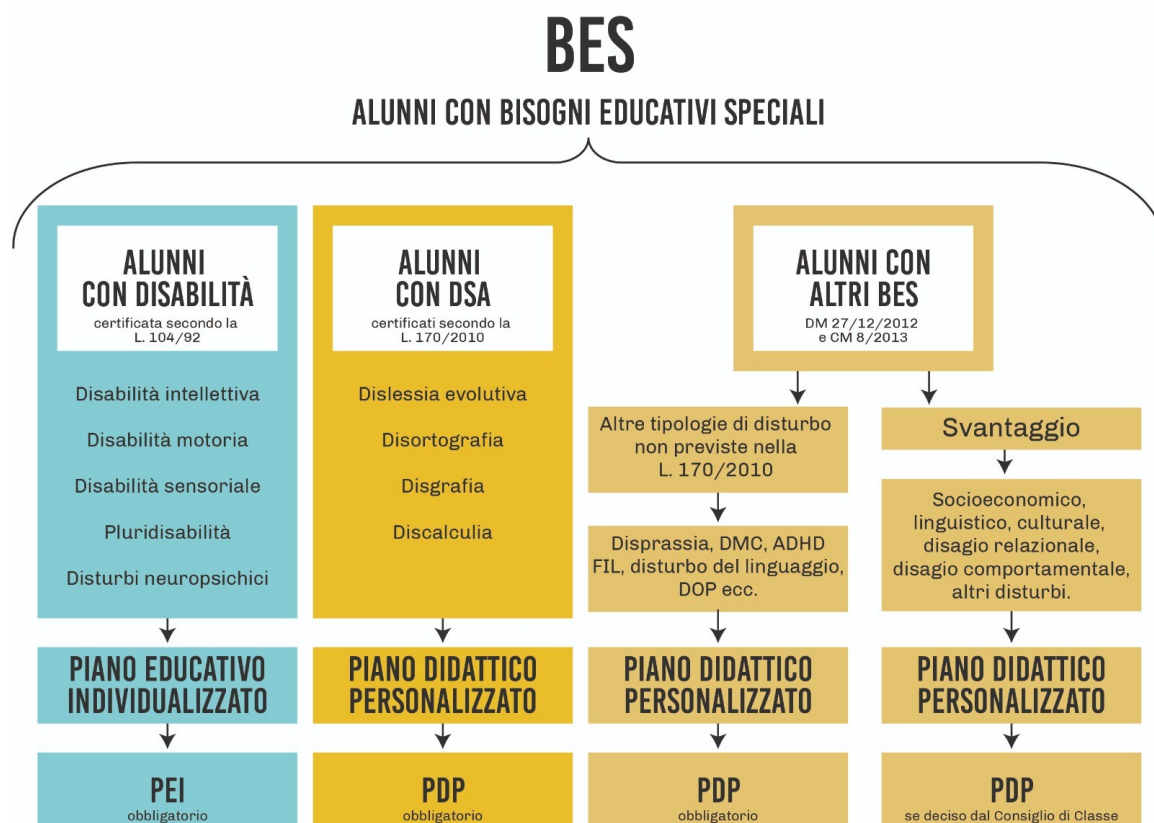 BES
ALUNNI CON BISOGNI EDUCATIVI SPECIALI
ALUNNI
CON DISABILITÀ
certificata secondo la
L. 104/92
Disabilità intellettiva
Disabilità motoria
Disabilità sensoriale
Pluridisabilità
Disturbi neuropsichici
PIANO EDUCATIVO
INDIVIDUALIZZATO
PEI
obbligatorio
ALUNNI
CON DSA
certificati secondo la
L. 170/2010
Dislessia evolutiva
Disortografia
Disgrafia
Discalculia
PIANO DIDATTICO
PERSONALIZZATO
PDP
obbligatorio
ALUNNI CON
ALTRI BES
DM 27/12/2012
e CM 8/2013
Altre tipologie di disturbo
non previste nella
L. 170/2010
Disprassia, DMC, ADHD
FIL, disturbo del linguaggio,
DOP ecc.
PIANO DIDATTICO
PERSONALIZZATO
PDP
obbligatorio
Svantaggio
Socioeconomico,
linguistico, culturale,
disagio relazionale,
disagio comportamentale,
altri disturbi.
PIANO DIDATTICO
PERSONALIZZATO
PDP
se deciso dal Consiglio di Classe